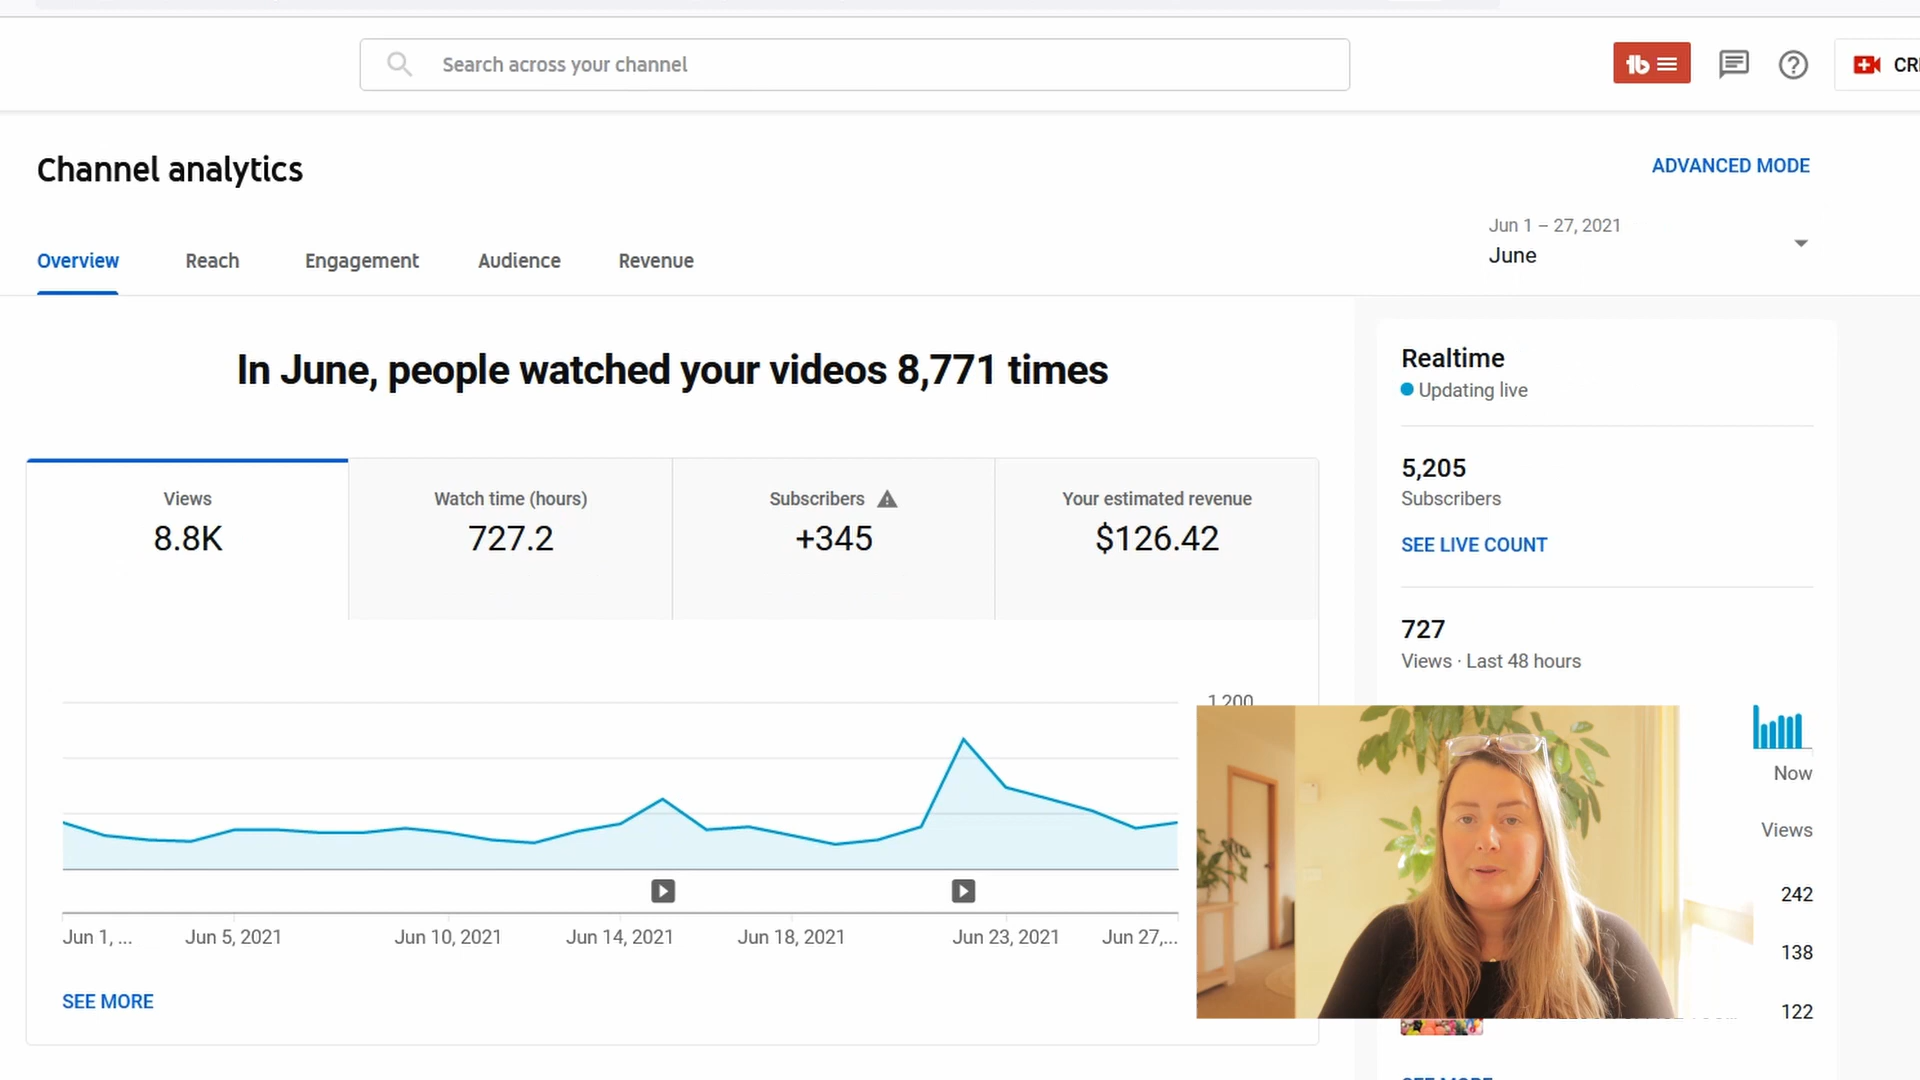 Search across your channel
CR
Channel analytics
ADVANCED MODE
Jun 1 – 27, 2021
June
Overview
Reach
Engagement
Audience
Revenue
In June, people watched your videos 8,771 times
Views
8.8K
Watch time (hours)
727.2
Subscribers
+345
Your estimated revenue
$126.42
1,200
Jun 1, ...
Jun 5, 2021
Jun 10, 2021
Jun 14, 2021
Jun 18, 2021
Jun 23, 2021
Jun 27,...
SEE MORE
Realtime
Updating live
5,205
Subscribers
SEE LIVE COUNT
727
Views · Last 48 hours
Now
Views
242
138
122
SEE MORE